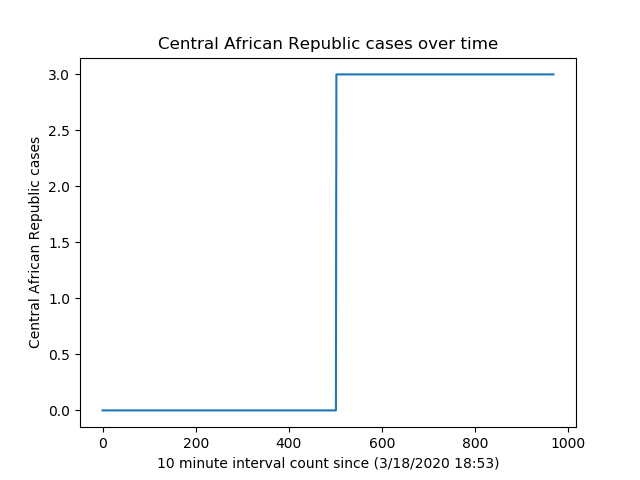 Central African Republic cases over time
3.0
2.5
2.0
1.5
1.0
0.5
0.0
Central African Republic cases
0 200 400 600 800 1000
10 minute interval count since (3/18/2020 18:53)